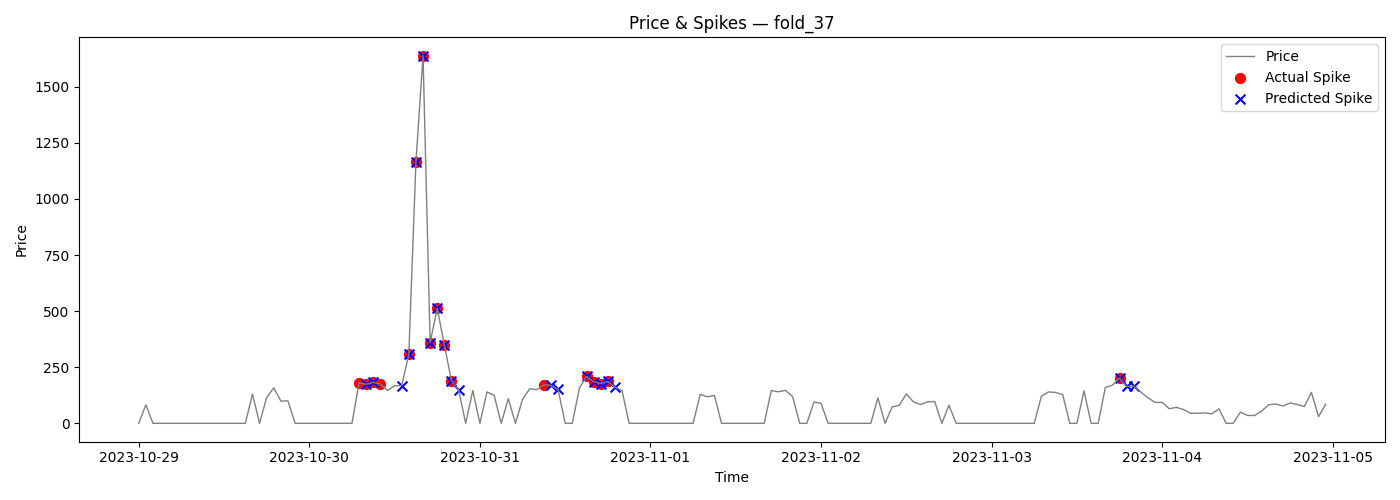 Price & Spikes — fold_37
Price
Actual Spike
Predicted Spike
1500
1250
1000
750
500
250
0
Price
2023-10-29
2023-10-30
2023-10-31
2023-11-01
2023-11-02
2023-11-03
2023-11-04
2023-11-05
Time